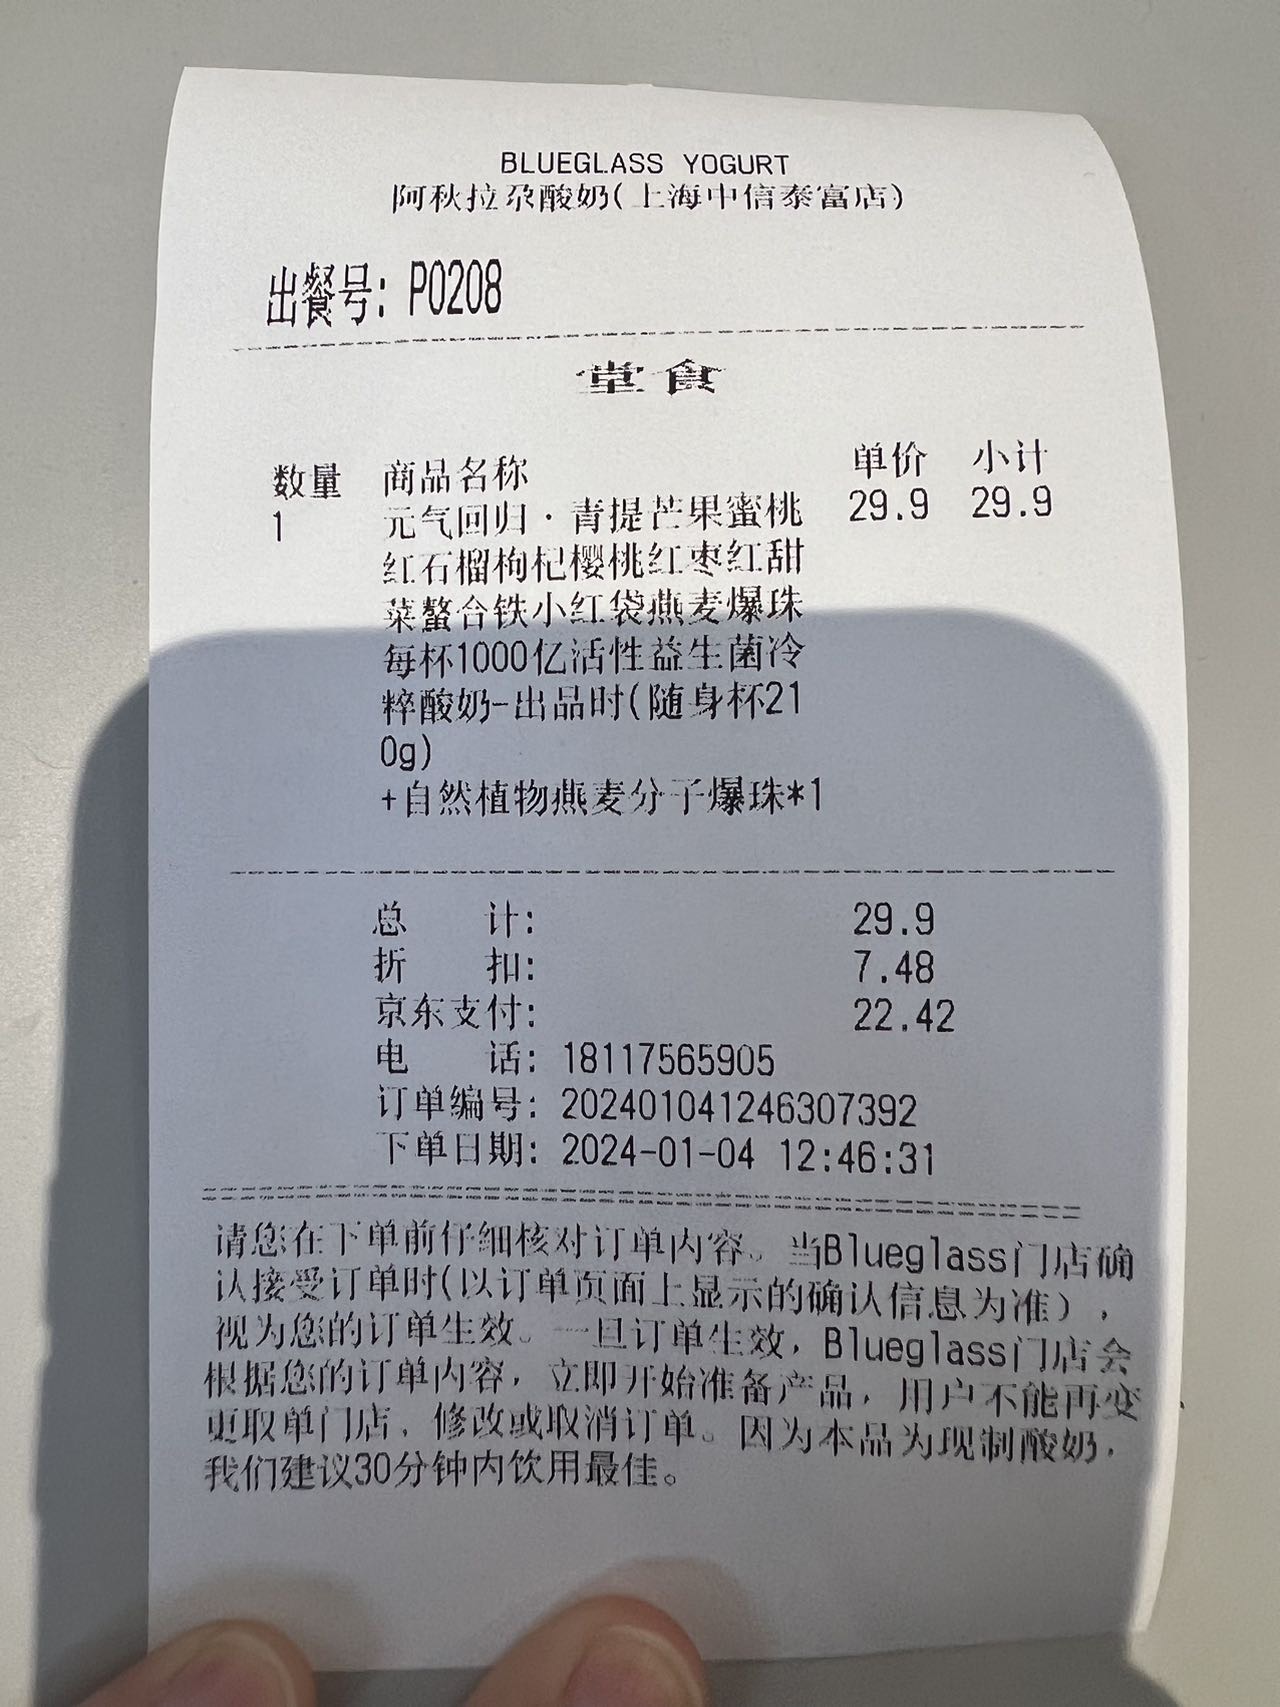 BLUEGLASS YOGURT
阿秋拉尕酸奶(上海中信泰富店)
出餐号: P0208
堂食
数量 商品名称 单价 小计
1 元气回归·青提芒果蜜桃 29.9 29.9
红石榴枸杞樱桃红枣红甜
菜螯合铁小红袋燕麦爆珠
每杯1000亿活性益生菌冷
粹酸奶-出品时(随身杯21
0g)
+自然植物燕麦分子爆珠*1
总 计: 29.9
折 扣: 7.48
京东支付: 22.42
电 话: 18117565905
订单编号: 202401041246307392
下单日期: 2024-01-04 12:46:31
请您在下单前仔细核对订单内容。当Blueglass门店确
认接受订单时(以订单页面上显示的确认信息为准),
视为您的订单生效。一旦订单生效,Blueglass门店会
根据您的订单内容,立即开始准备产品,用户不能再变
更取单门店,修改或取消订单。因为本品为现制酸奶,
我们建议30分钟内饮用最佳。